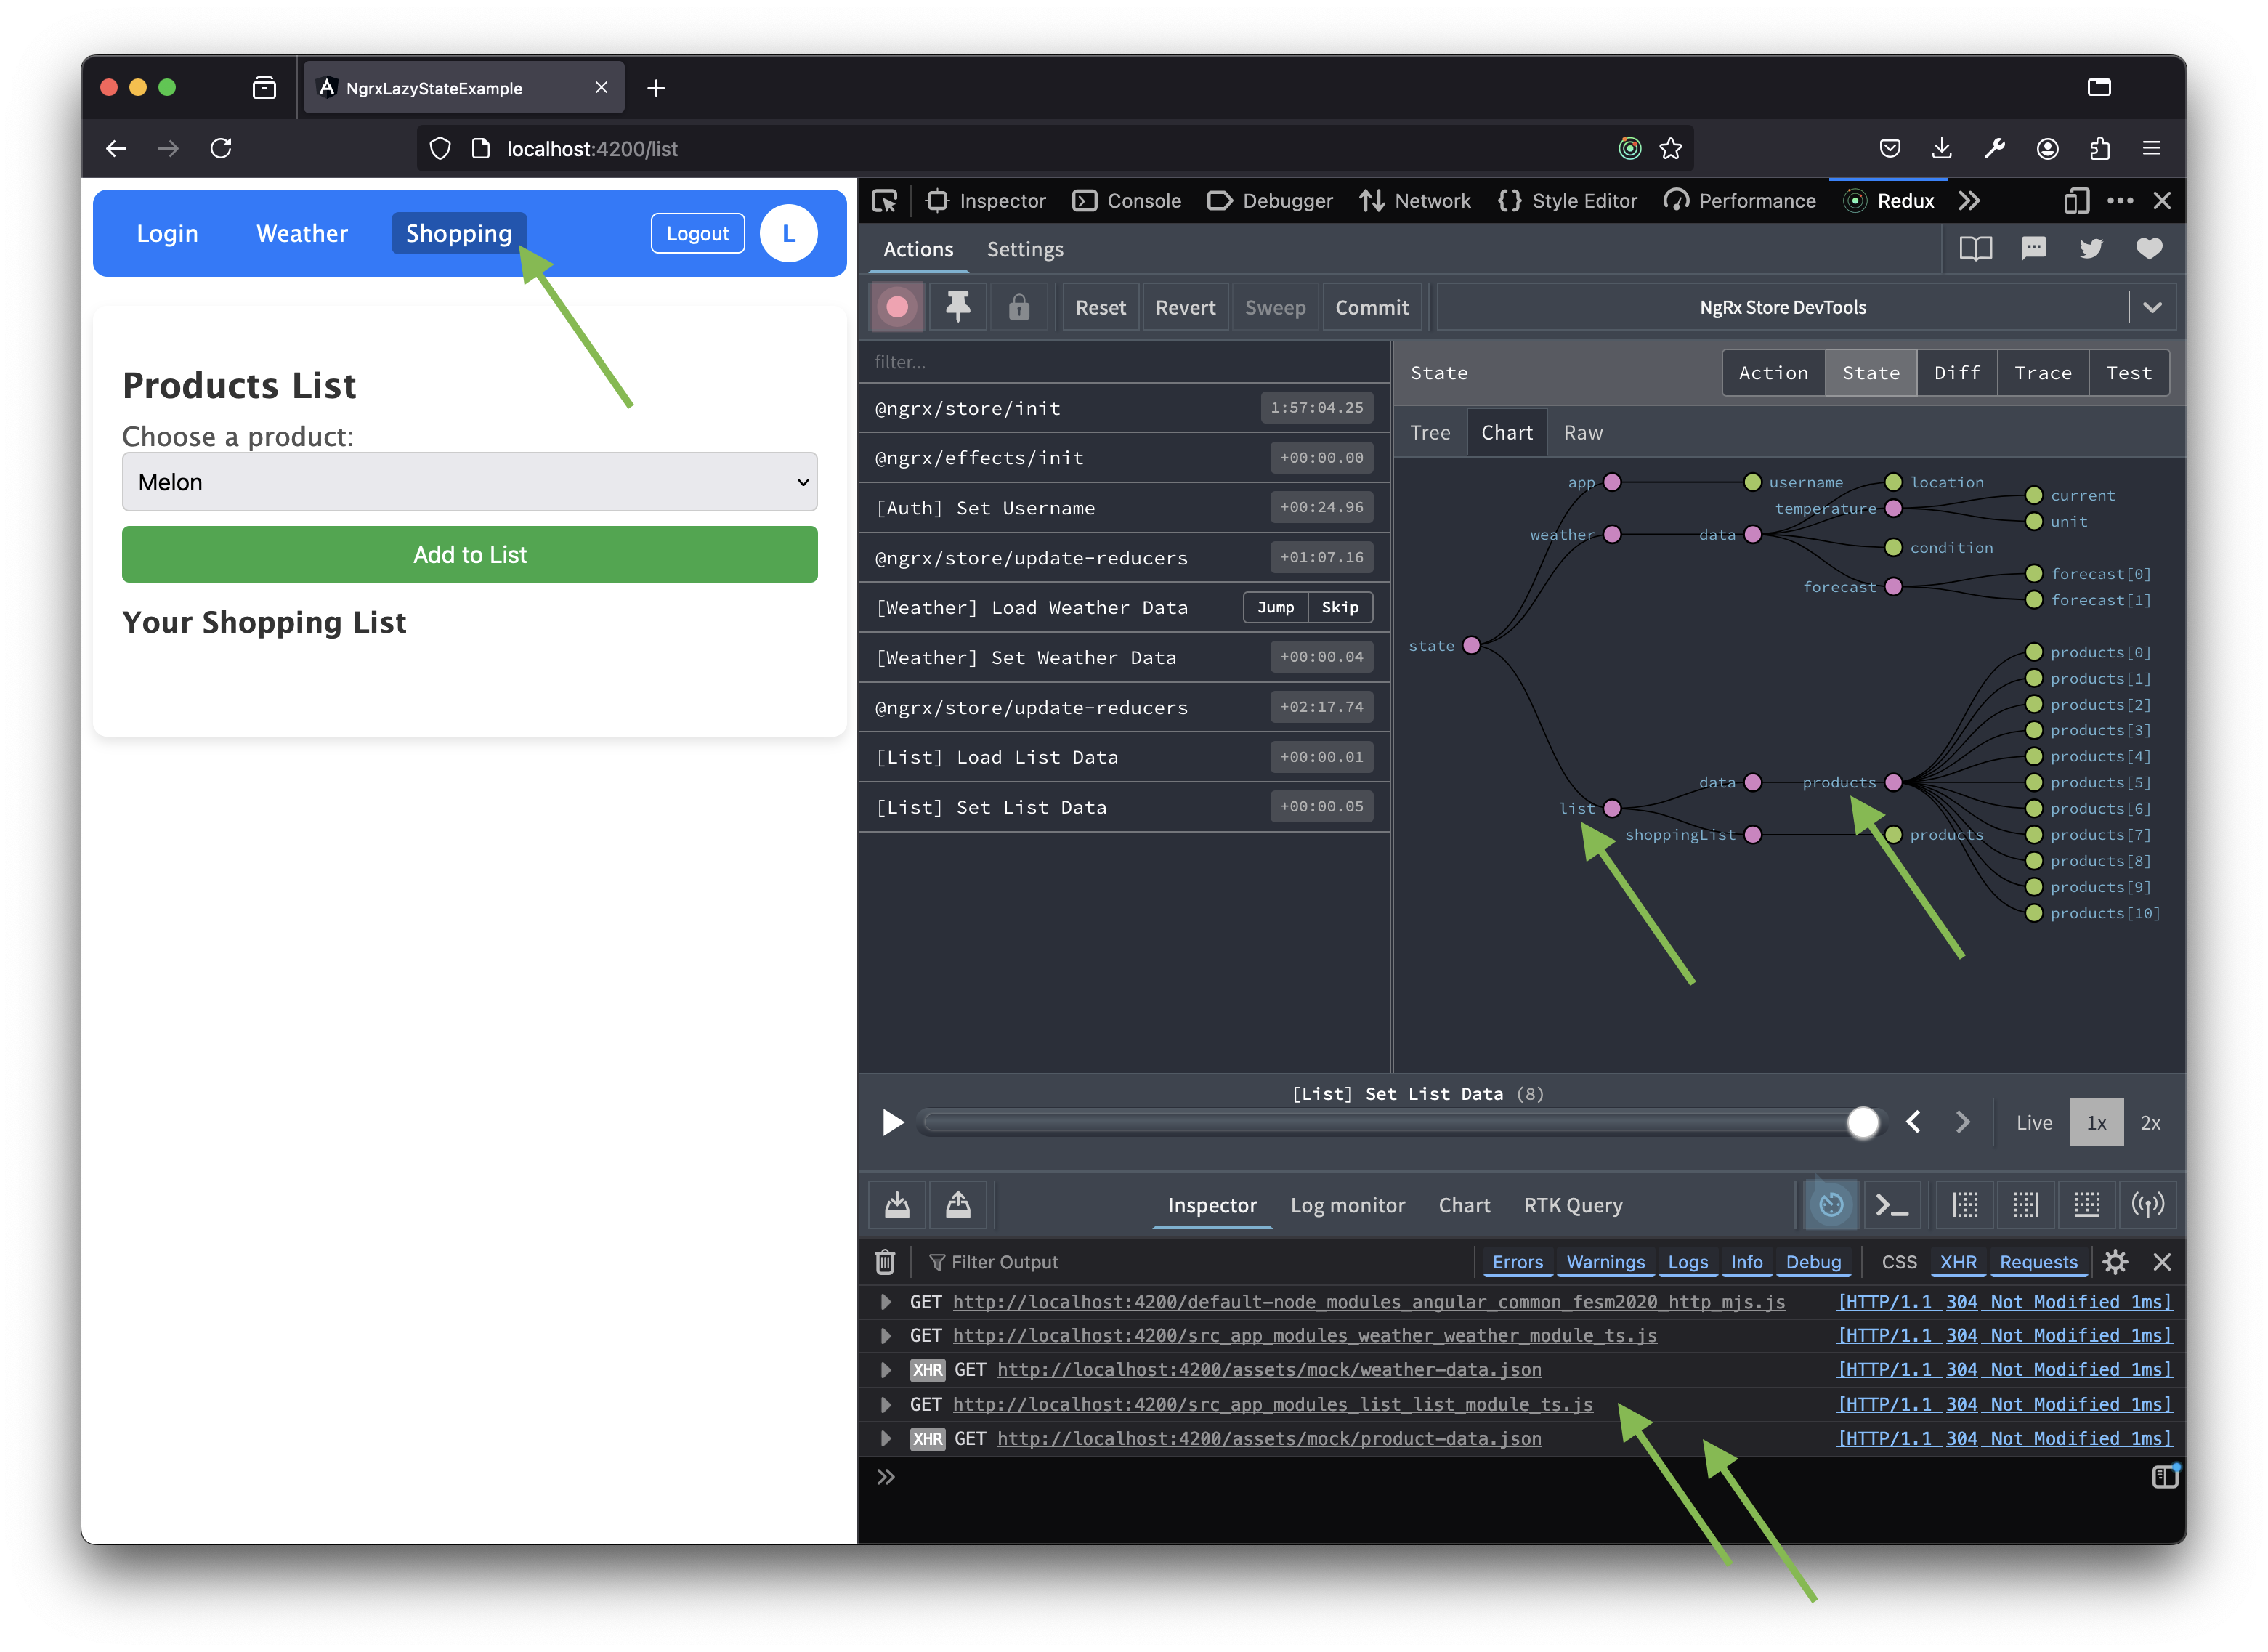 NgrxLazyStateExample
localhost:4200/list
Login Weather Shopping Logout L
Products List
Choose a product:
Melon
Add to List
Your Shopping List
Inspector Console Debugger Network Style Editor Performance Redux
Actions Settings
Reset Revert Sweep Commit NgRx Store DevTools
filter...
@ngrx/store/init 1:57:04.25
@ngrx/effects/init +00:00.00
[Auth] Set Username +00:24.96
@ngrx/store/update-reducers +01:07.16
[Weather] Load Weather Data Jump Skip
[Weather] Set Weather Data +00:00.04
@ngrx/store/update-reducers +02:17.74
[List] Load List Data +00:00.01
[List] Set List Data +00:00.05
State Action State Diff Trace Test
Tree Chart Raw
app username location
current
temperature
unit
weather data
condition
forecast[0]
forecast
forecast[1]
state
products[0]
products[1]
products[2]
products[3]
products[4]
data products products[5]
list products[6]
shoppingList products products[7]
products[8]
products[9]
products[10]
[List] Set List Data (8)
Live 1x 2x
Inspector Log monitor Chart RTK Query
Filter Output Errors Warnings Logs Info Debug CSS XHR Requests
GET http://localhost:4200/default-node_modules_angular_common_fesm2020_http_mjs.js [HTTP/1.1 304 Not Modified 1ms]
GET http://localhost:4200/src_app_modules_weather_weather_module_ts.js [HTTP/1.1 304 Not Modified 1ms]
XHR GET http://localhost:4200/assets/mock/weather-data.json [HTTP/1.1 304 Not Modified 1ms]
GET http://localhost:4200/src_app_modules_list_list_module_ts.js [HTTP/1.1 304 Not Modified 1ms]
XHR GET http://localhost:4200/assets/mock/product-data.json [HTTP/1.1 304 Not Modified 1ms]